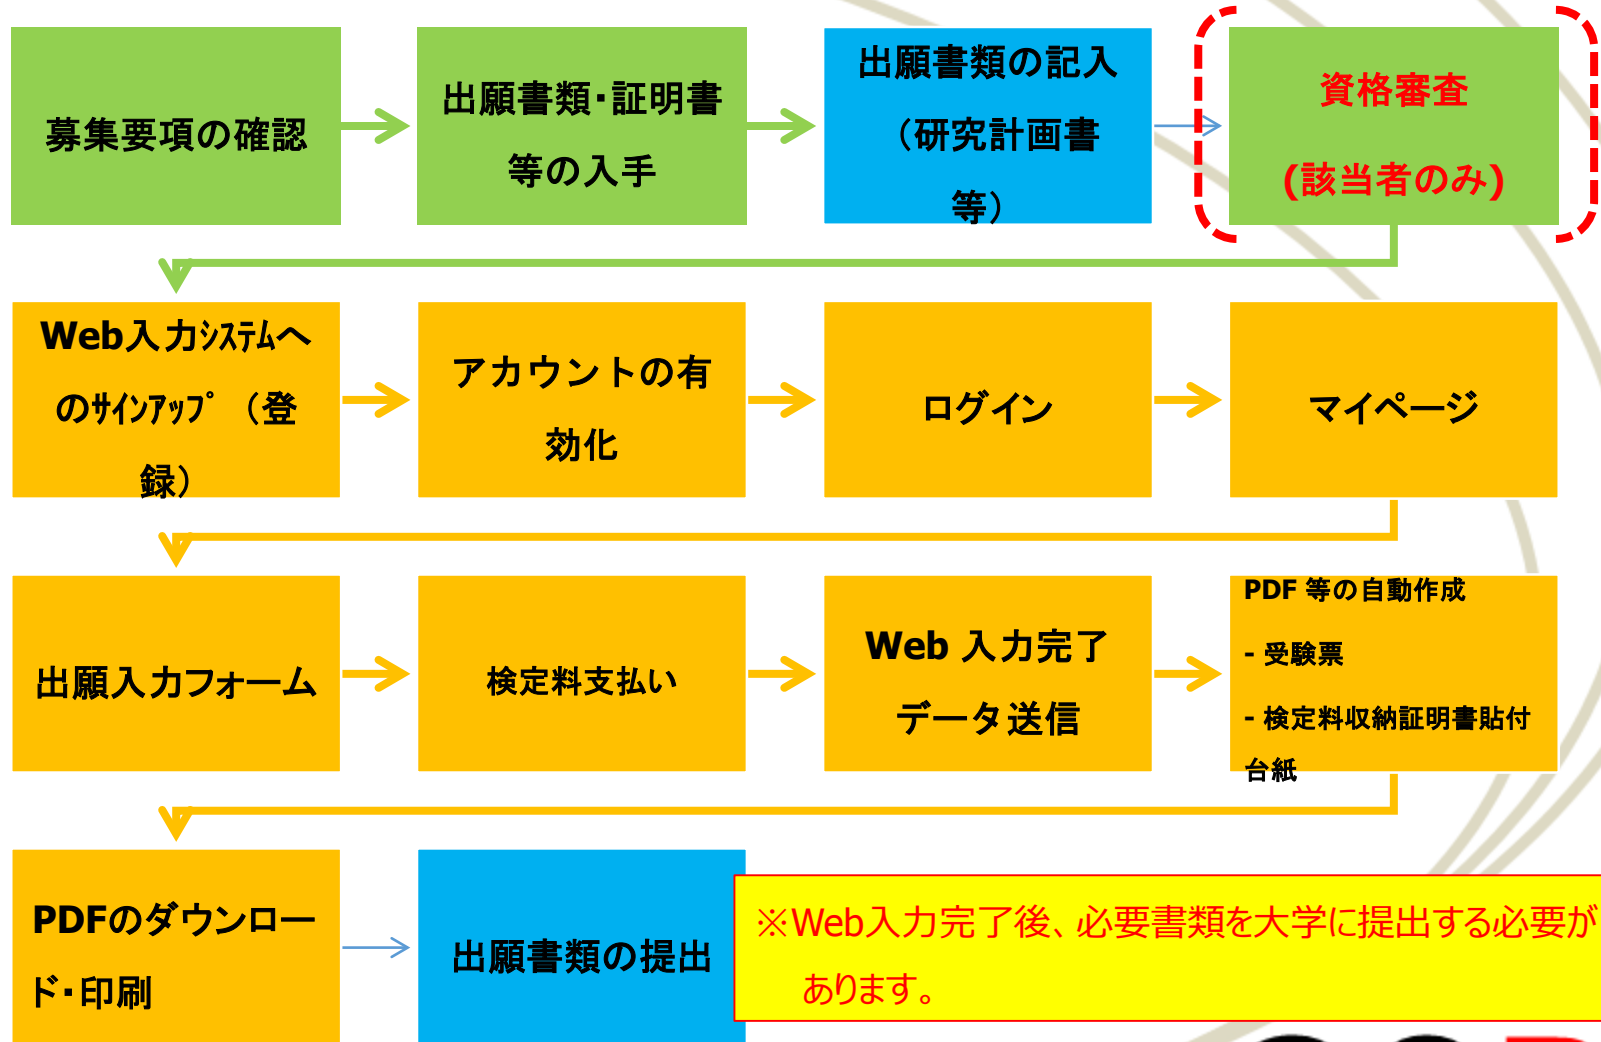 募集要項の確認
出願書類・証明書
等の入手
出願書類の記入
（研究計画書
等）
資格審査
(該当者のみ)
Web入力ｼｽﾃﾑへ
のｻｲﾝｱｯﾌﾟ（登
録）
アカウントの有
効化
ログイン
マイページ
出願入力フォーム
検定料支払い
Web 入力完了
データ送信
PDF 等の自動作成
- 受験票
- 検定料収納証明書貼付
台紙
PDFのダウンロー
ド・印刷
出願書類の提出
※Web入力完了後、必要書類を大学に提出する必要が
あります。